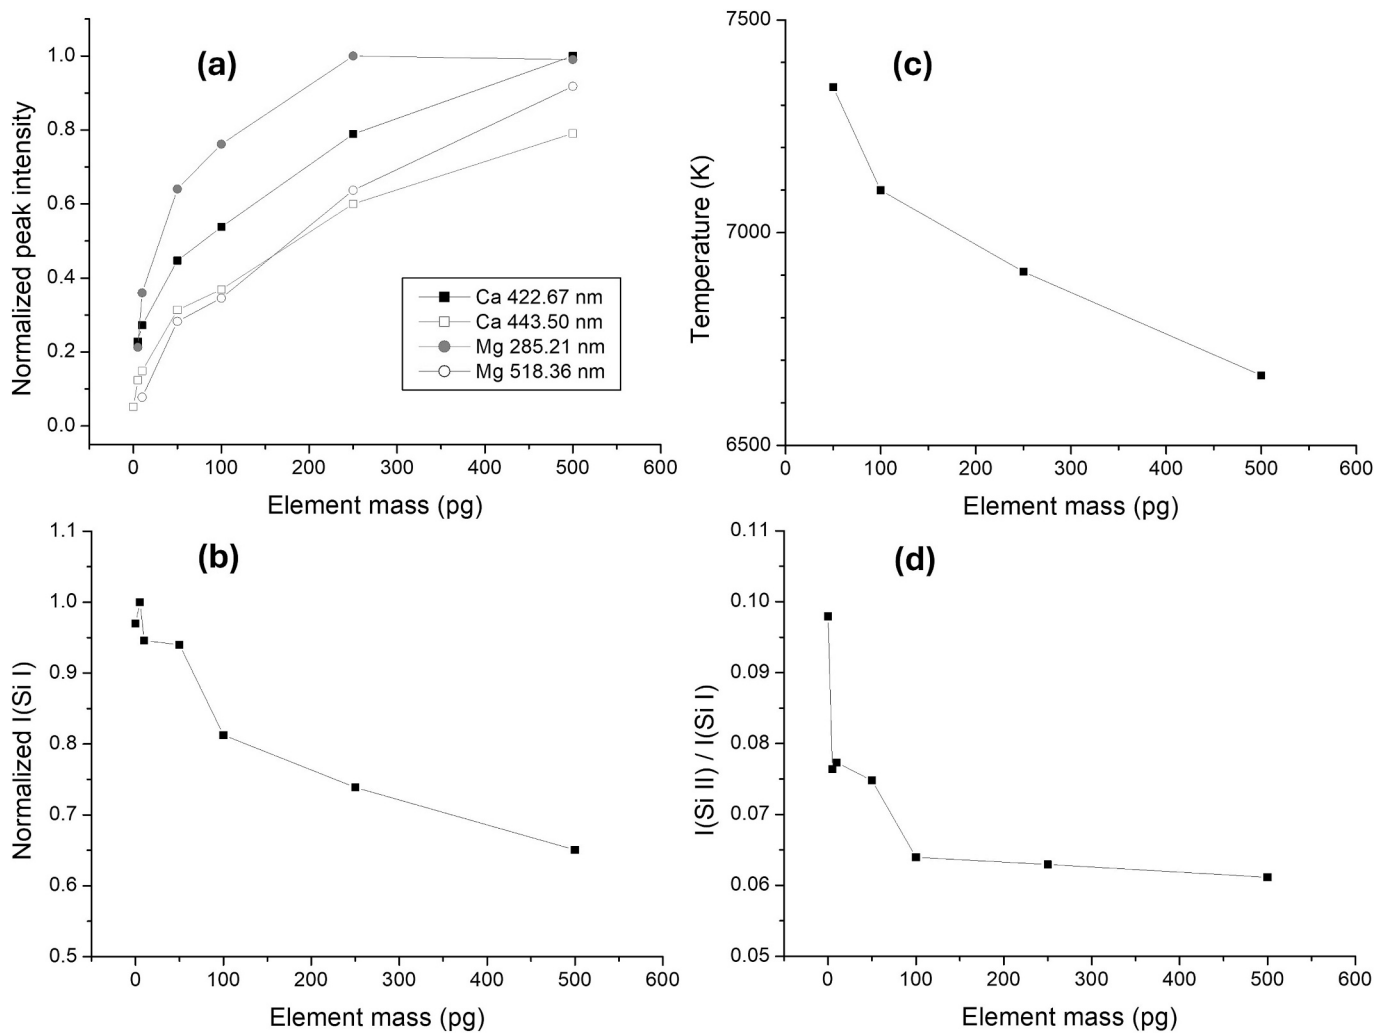 (a)
1.0
0.8
0.6
0.4
0.2
0.0
Normalized peak intensity
Ca 422.67 nm
Ca 443.50 nm
Mg 285.21 nm
Mg 518.36 nm
0 100 200 300 400 500 600
Element mass (pg)
(c)
7500
7000
6500
Temperature (K)
0 100 200 300 400 500 600
Element mass (pg)
(b)
1.1
1.0
0.9
0.8
0.7
0.6
0.5
Normalized I(Si I)
0 100 200 300 400 500 600
Element mass (pg)
(d)
0.11
0.10
0.09
0.08
0.07
0.06
0.05
I(Si II) / I(Si I)
0 100 200 300 400 500 600
Element mass (pg)